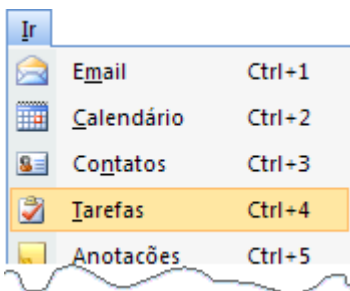 Ir
Email Ctrl+1
Calendário Ctrl+2
Contatos Ctrl+3
Tarefas Ctrl+4
Anotações Ctrl+5